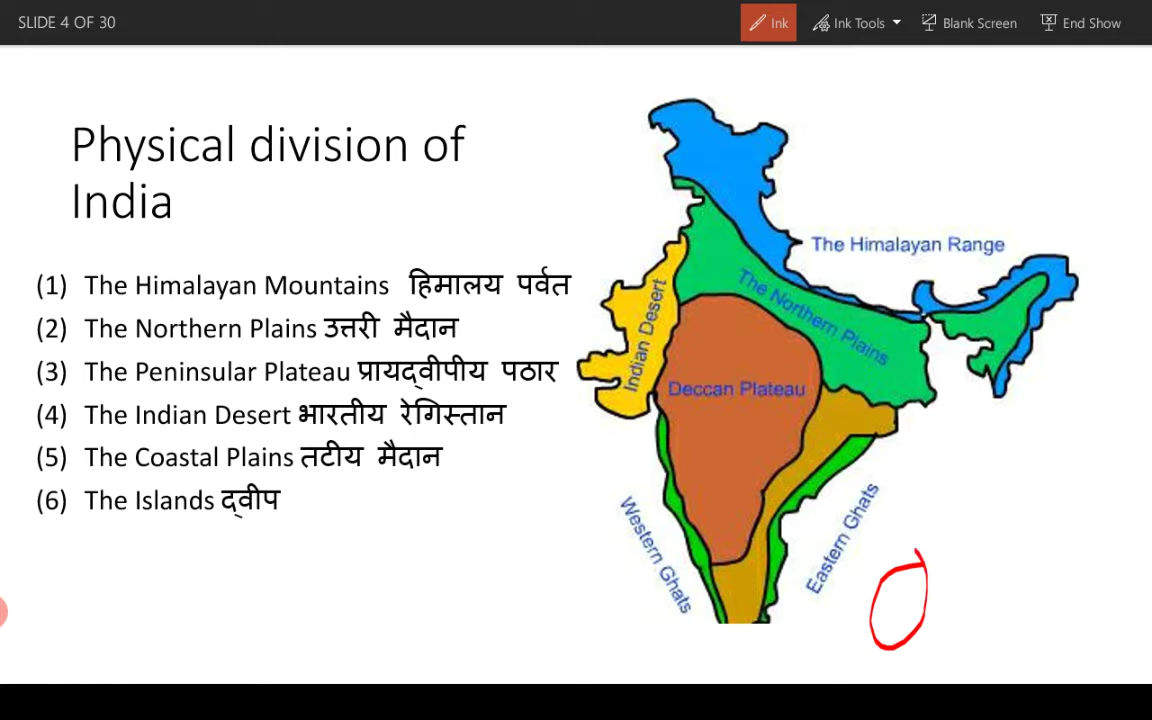 SLIDE 4 OF 30
Ink
Ink Tools
Blank Screen
End Show
Physical division of
India
(1) The Himalayan Mountains हिमालय पर्वत
(2) The Northern Plains उत्तरी मैदान
(3) The Peninsular Plateau प्रायद्वीपीय पठार
(4) The Indian Desert भारतीय रेगिस्तान
(5) The Coastal Plains तटीय मैदान
(6) The Islands द्वीप
The Himalayan Range
The Northern Plains
Indian Desert
Deccan Plateau
Western Ghats
Eastern Ghats